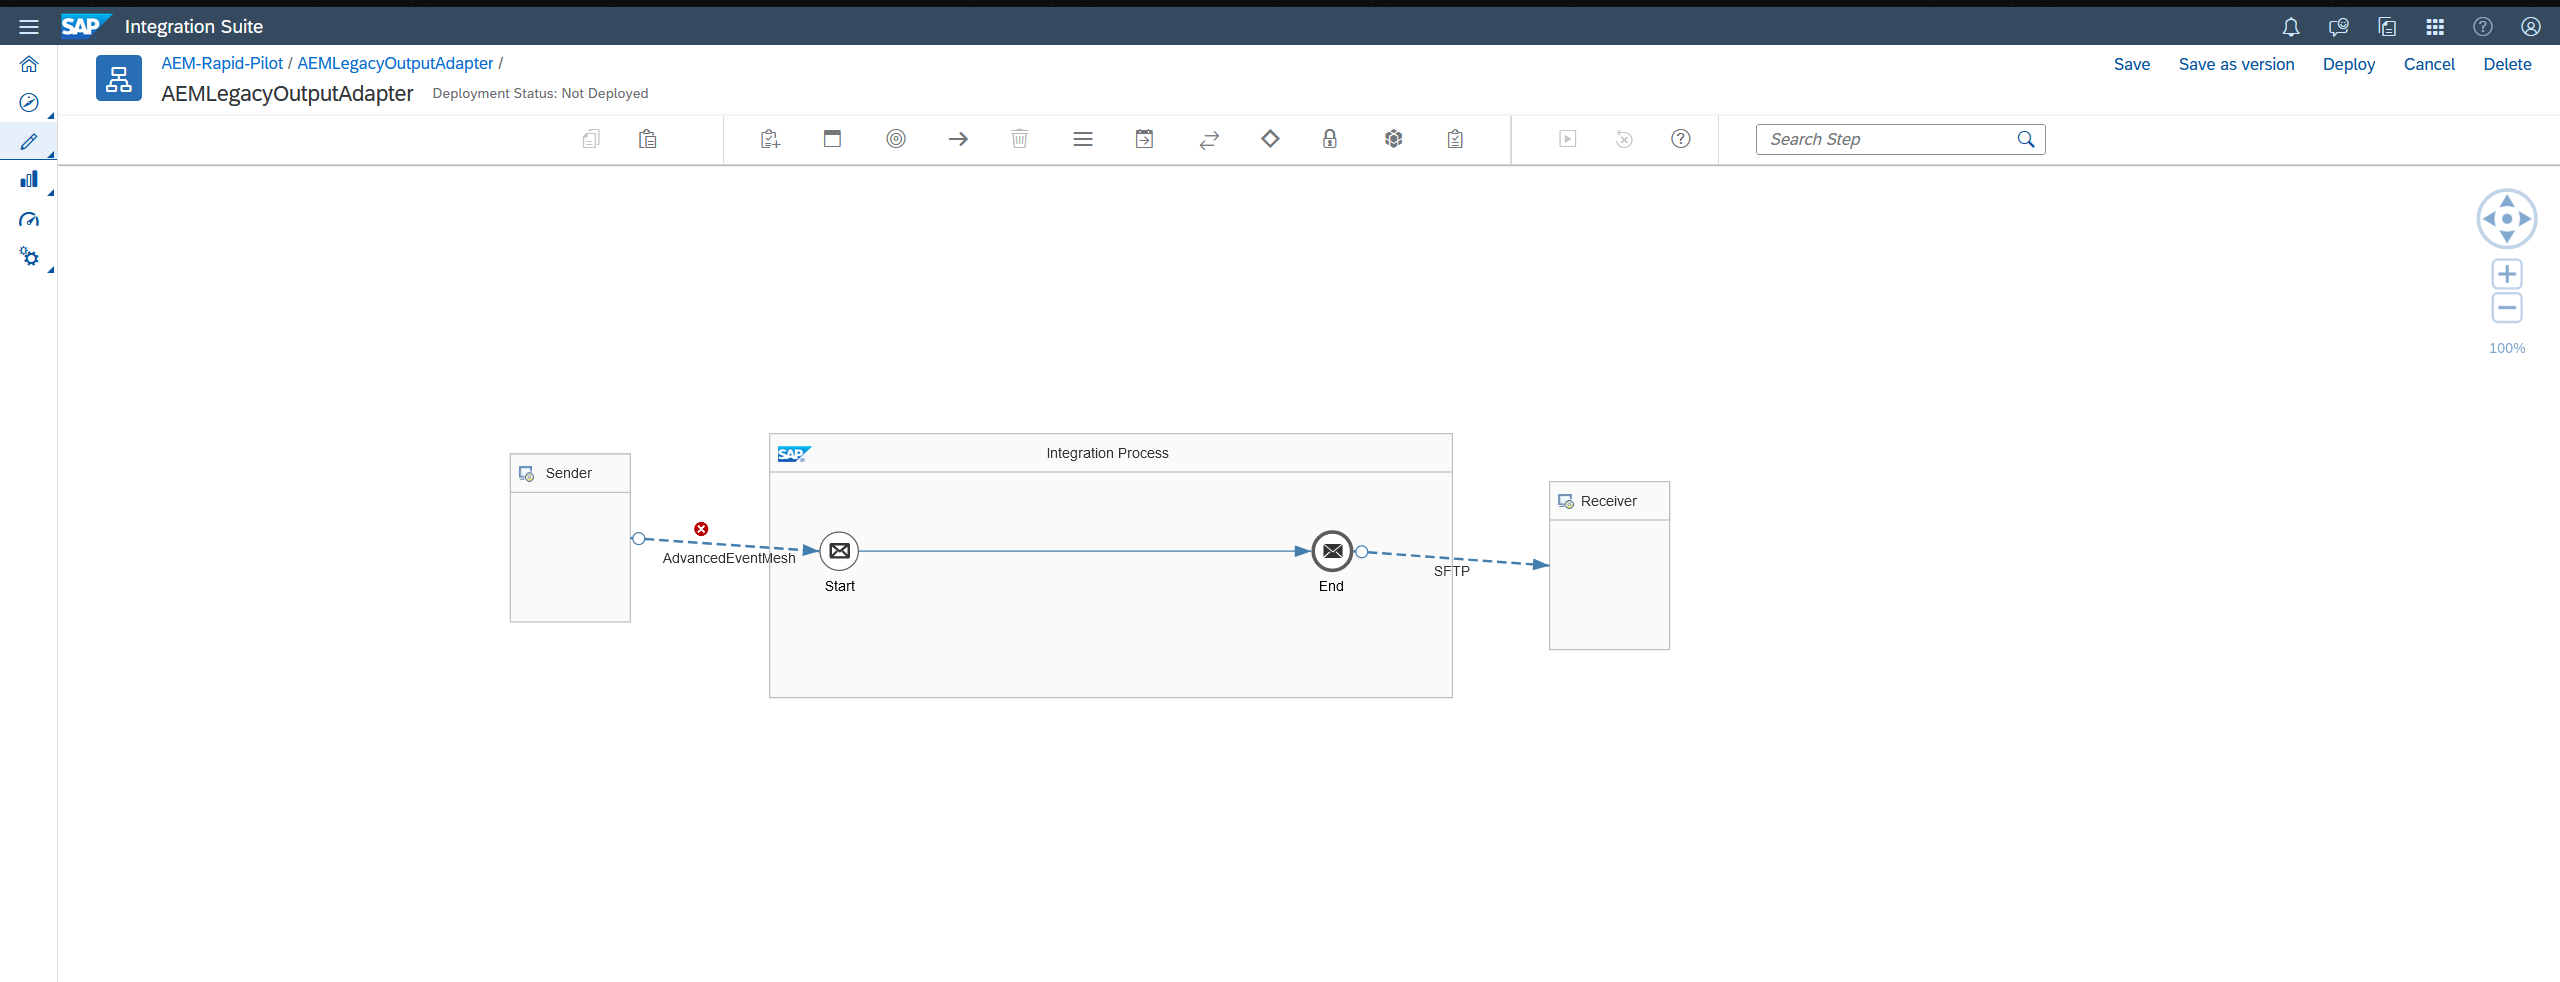 SAP Integration Suite
AEM-Rapid-Pilot / AEMLegacyOutputAdapter /
AEMLegacyOutputAdapter Deployment Status: Not Deployed
Save Save as version Deploy Cancel Delete
Search Step
100%
SAP Integration Process
Sender
Receiver
AdvancedEventMesh
SFTP
Start
End